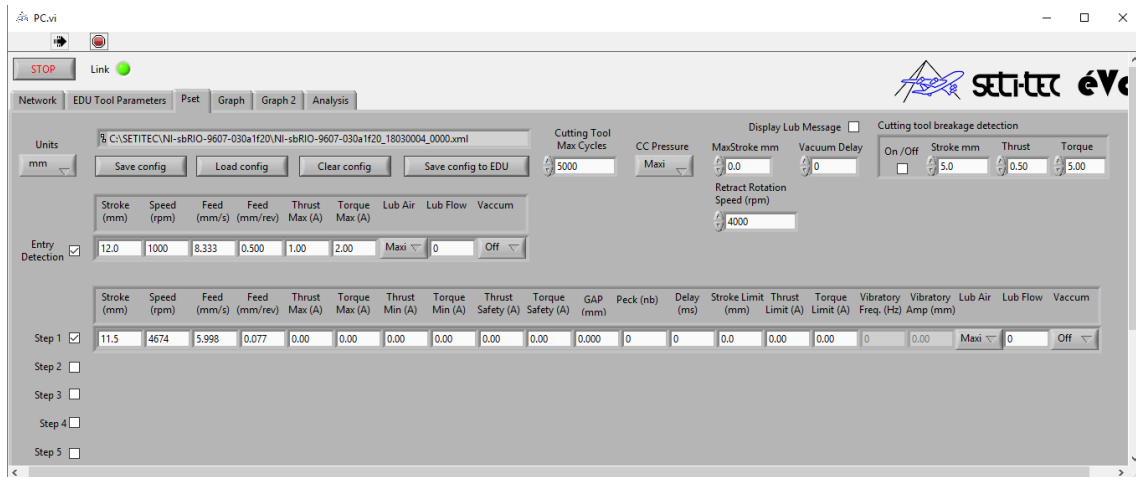 PC.vi
STOP Link
SETI-TEC éVo
Network EDU Tool Parameters Pset Graph Graph 2 Analysis
Units
mm
C:\SETITEC\NI-sbRIO-9607-030a1f20\NI-sbRIO-9607-030a1f20_18030004_0000.xml
Save config Load config Clear config Save config to EDU
Cutting Tool
Max Cycles
5000
CC Pressure
Maxi
Display Lub Message
MaxStroke mm Vacuum Delay
0.0 0
Retract Rotation
Speed (rpm)
4000
Cutting tool breakage detection
On /Off Stroke mm Thrust Torque
5.0 0.50 5.00
Stroke Speed Feed Feed Thrust Torque Lub Air Lub Flow Vaccum
(mm) (rpm) (mm/s) (mm/rev) Max (A) Max (A)
Entry
Detection
12.0 1000 8.333 0.500 1.00 2.00 Maxi 0 Off
Stroke Speed Feed Feed Thrust Torque Thrust Torque Thrust Torque GAP Peck (nb) Delay Stroke Limit Thrust Torque Vibratory Vibratory Lub Air Lub Flow Vaccum
(mm) (rpm) (mm/s) (mm/rev) Max (A) Max (A) Min (A) Min (A) Safety (A) Safety (A) (mm) (ms) (mm) Limit (A) Limit (A) Freq. (Hz) Amp (mm)
Step 1 11.5 4674 5.998 0.077 0.00 0.00 0.00 0.00 0.00 0.00 0.000 0 0 0.0 0.00 0.00 0 0.00 Maxi 0 Off
Step 2
Step 3
Step 4
Step 5